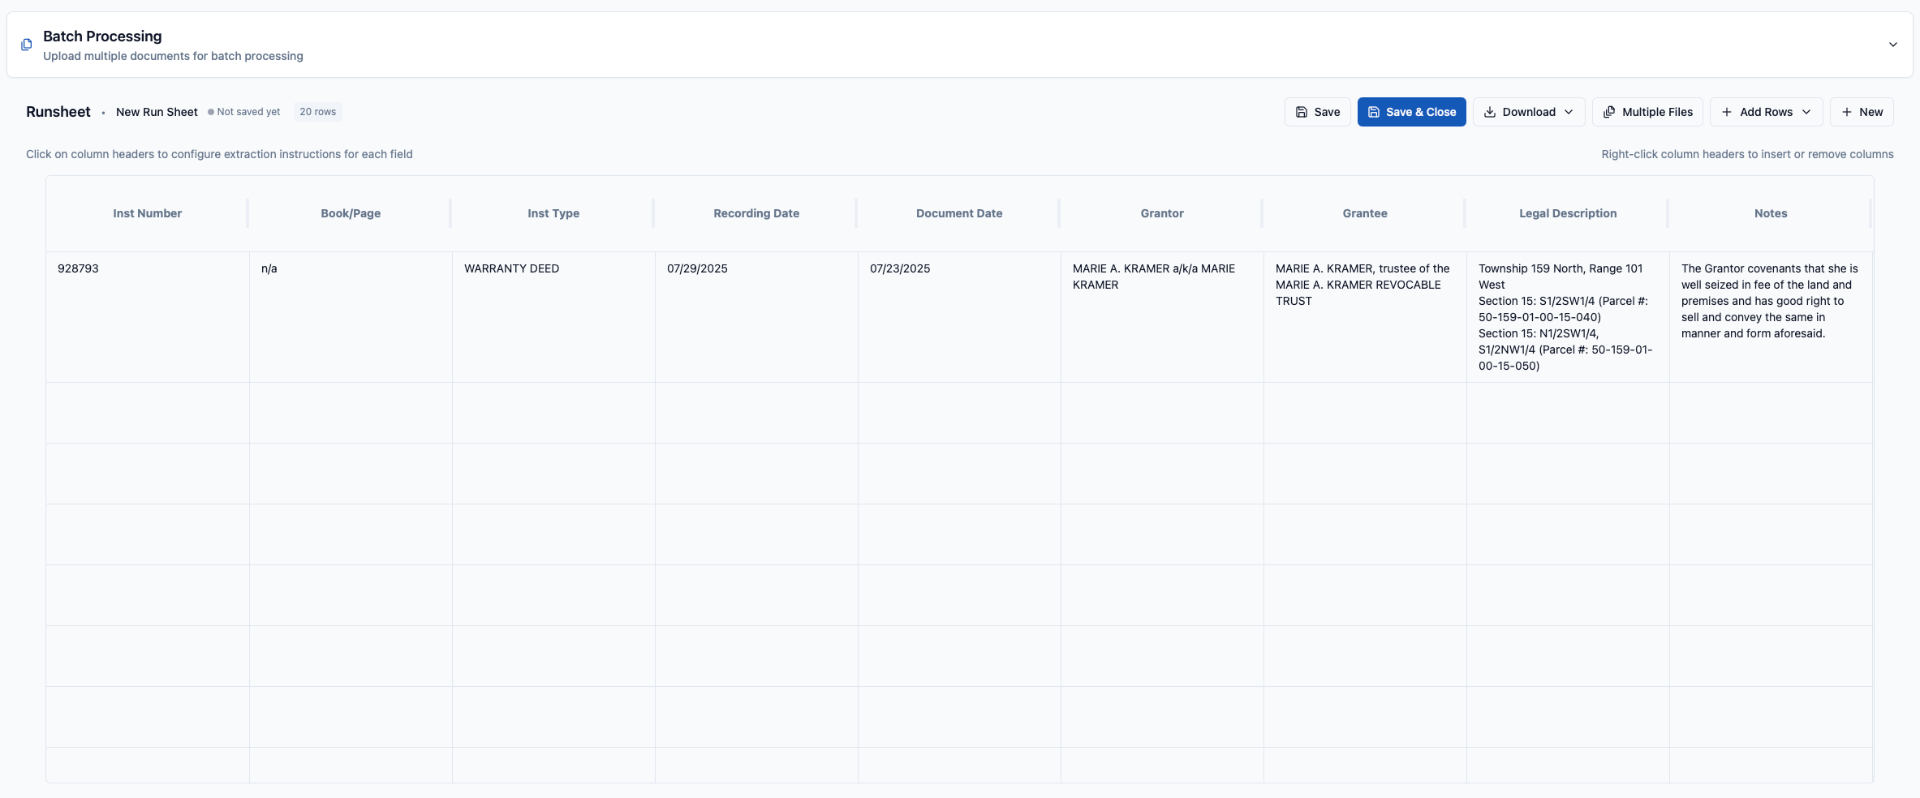 Batch Processing
Upload multiple documents for batch processing
Runsheet • New Run Sheet Not saved yet 20 rows Save Save & Close Download Multiple Files Add Rows New
Click on column headers to configure extraction instructions for each field
Right-click column headers to insert or remove columns
Inst Number Book/Page Inst Type Recording Date Document Date Grantor Grantee Legal Description Notes
928793
n/a
WARRANTY DEED
07/29/2025
07/23/2025
MARIE A. KRAMER a/k/a MARIE
KRAMER
MARIE A. KRAMER, trustee of the
MARIE A. KRAMER REVOCABLE
TRUST
Township 159 North, Range 101
West
Section 15: S1/2SW1/4 (Parcel #:
50-159-01-00-15-040)
Section 15: N1/2SW1/4,
S1/2NW1/4 (Parcel #: 50-159-01-
00-15-050)
The Grantor covenants that she is
well seized in fee of the land and
premises and has good right to
sell and convey the same in
manner and form aforesaid.